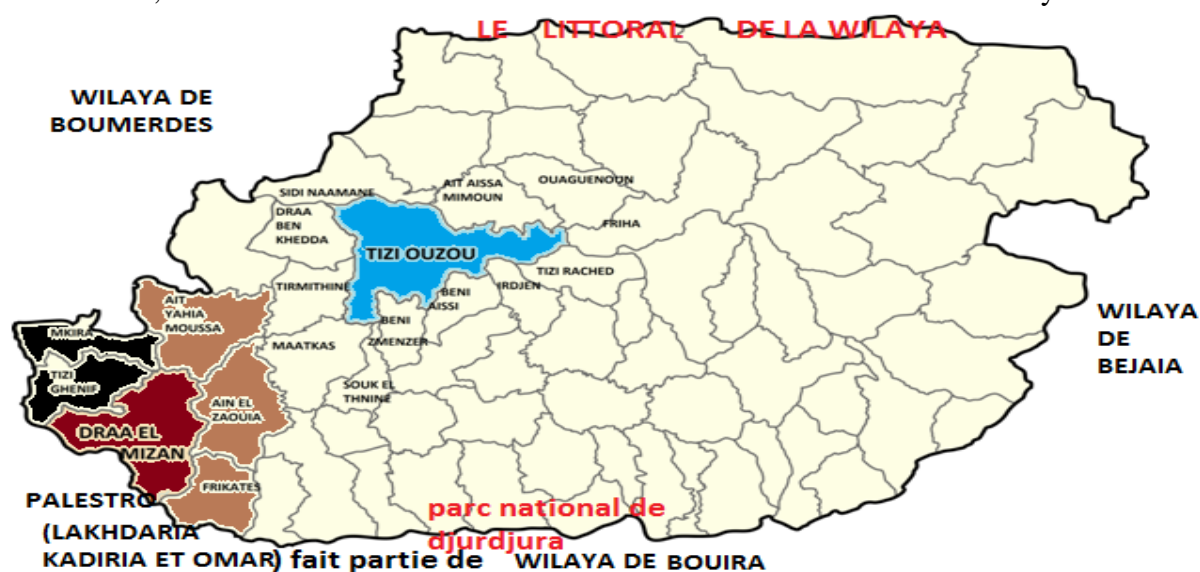 LE LITTORAL DE LA WILAYA
WILAYA DE
BOUMERDES
SIDI NAAMANE
AIT AISSA
MIMOUN
OUAGUENOUN
DRAA
BEN
KHEDDA
FRIHA
TIZI OUZOU
TIZI RACHED
TIRMITHINE
BENI
AISSI
IRDJEN
AIT
YAHIA
MOUSSA
BENI
ZMENZER
WILAYA
DE
BEJAIA
MKIRA
MAATKAS
TIZI
GHENIF
SOUK EL
THNINE
AIN EL
ZAOUIA
DRAA EL
MIZAN
FRIKATES
PALESTRO
(LAKHDARIA
KADIRIA ET OMAR) fait partie de WILAYA DE BOUIRA
parc national de
djurdjura